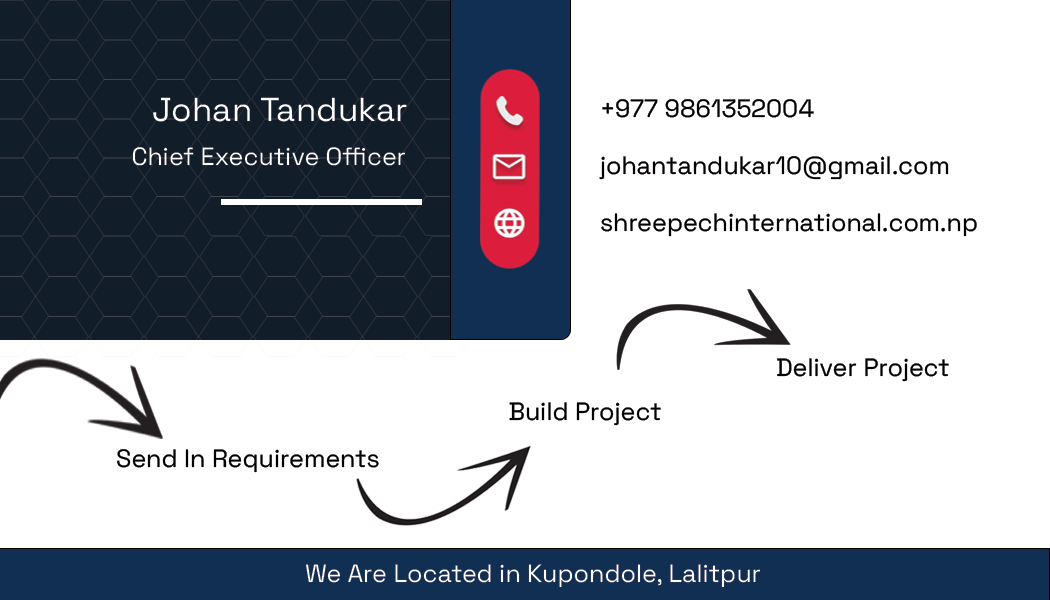 Johan Tandukar
Chief Executive Officer
+977 9861352004
johantandukar10@gmail.com
shreepechinternational.com.np
Deliver Project
Build Project
Send In Requirements
We Are Located in Kupondole, Lalitpur